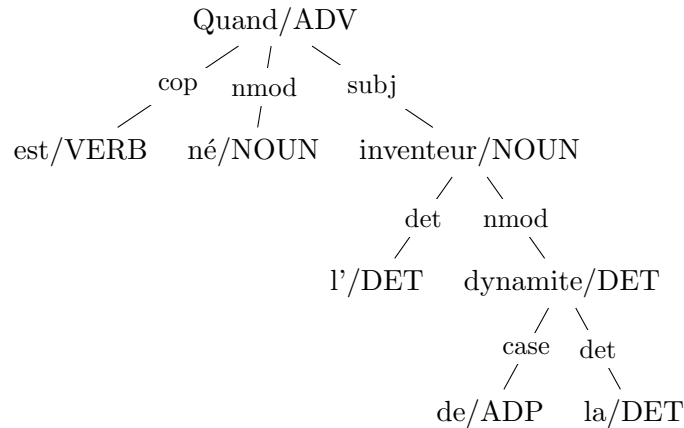 Quand/ADV
cop nmod subj
est/VERB né/NOUN inventeur/NOUN
det nmod
l'/DET dynamite/DET
case det
de/ADP la/DET